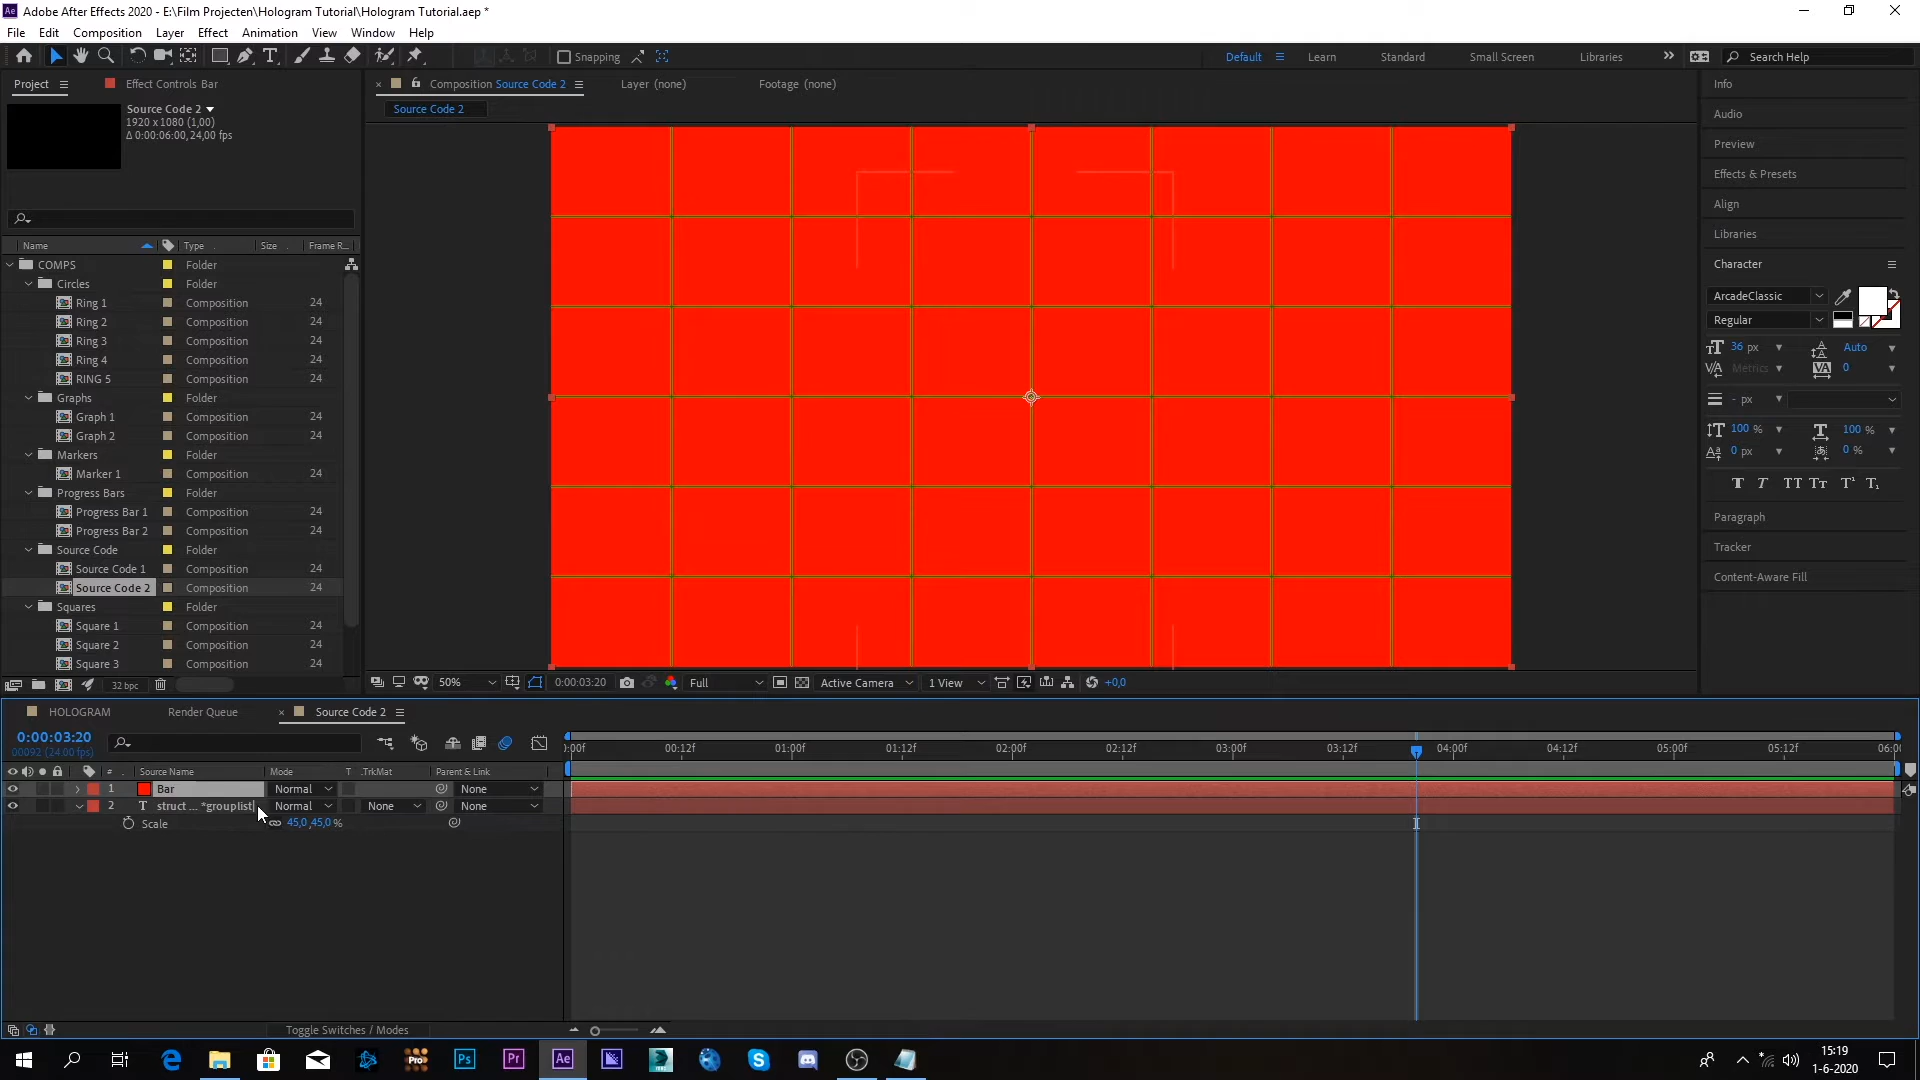 Adobe After Effects 2020 - E:\Film Projecten\Hologram Tutorial\Hologram Tutorial.aep *
File Edit Composition Layer Effect Animation View Window Help
Snapping
Default Learn Standard Small Screen Libraries Search Help
Project Effect Controls Bar
Source Code 2
1920 x 1080 (1,00)
Δ 0:00:06:00, 24,00 fps
Composition Source Code 2 Layer (none) Footage (none)
Source Code 2
Name Type Size Frame R...
COMPS Folder
Circles Folder
Ring 1 Composition 24
Ring 2 Composition 24
Ring 3 Composition 24
Ring 4 Composition 24
RING 5 Composition 24
Graphs Folder
Graph 1 Composition 24
Graph 2 Composition 24
Markers Folder
Marker 1 Composition 24
Progress Bars Folder
Progress Bar 1 Composition 24
Progress Bar 2 Composition 24
Source Code Folder
Source Code 1 Composition 24
Source Code 2 Composition 24
Squares Folder
Square 1 Composition 24
Square 2 Composition 24
Square 3 Composition 24
32 bpc
50% 0:00:03:20 Full Active Camera 1 View +0,0
Info
Audio
Preview
Effects & Presets
Align
Libraries
Character
ArcadeClassic
Regular
36 px Auto
Metrics 0
- px
100 % 100 %
0 px 0 %
Paragraph
Tracker
Content-Aware Fill
HOLOGRAM Render Queue Source Code 2
0:00:03:20
00092 (24.00 fps)
:00f 00:12f 01:00f 01:12f 02:00f 02:12f 03:00f 03:12f 04:00f 04:12f 05:00f 05:12f 06:0
# Source Name Mode T .TrkMat Parent & Link
1 Bar Normal None
2 T struct ... *grouplist Normal None None
Scale 45,0,45,0 %
Toggle Switches / Modes
15:19
1-6-2020